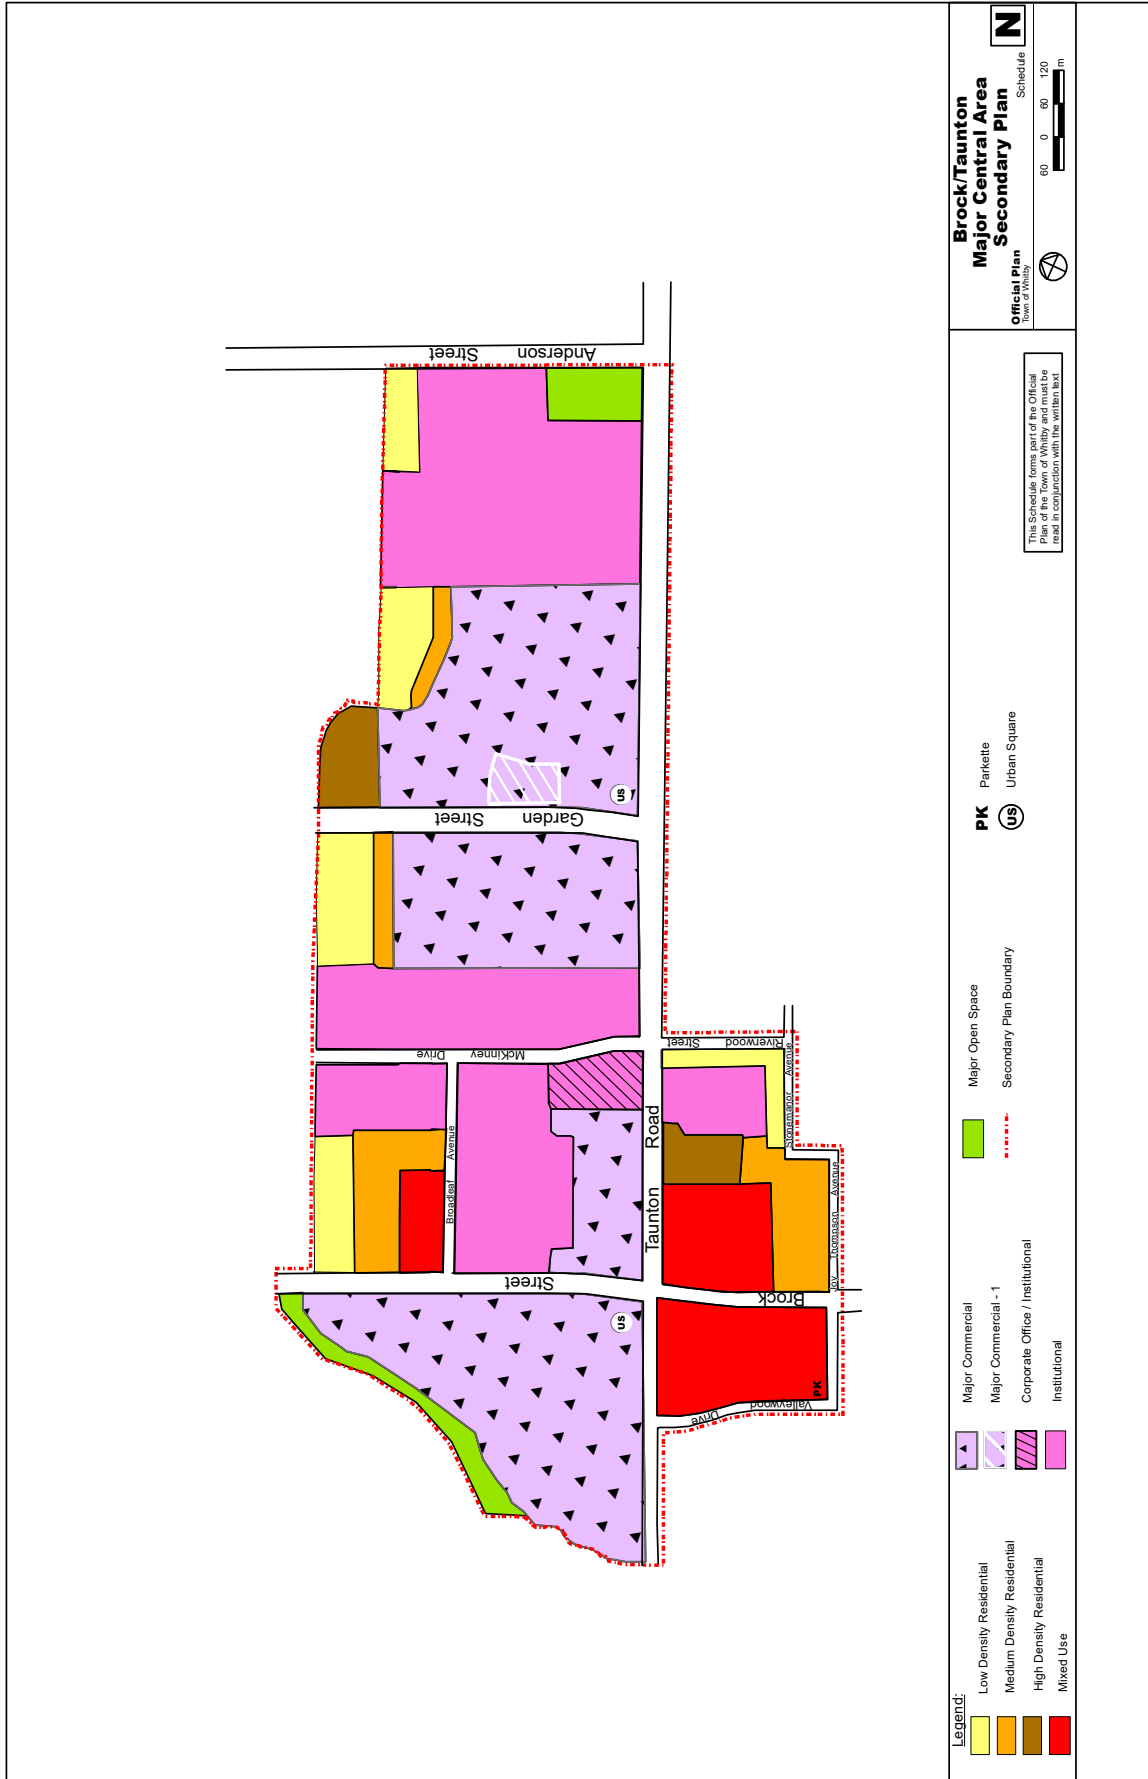 Anderson
Street
Garden
Street
McKinney
Drive
Broadleaf Avenue
Riverwood
Street
Stonemanor Avenue
Taunton Road
Joy Thompson Avenue
Brock
Street
Valleywood
Drive
US
US
PK
Legend:
Low Density Residential
Medium Density Residential
High Density Residential
Mixed Use
Major Commercial
Major Commercial - 1
Corporate Office / Institutional
Institutional
Major Open Space
Secondary Plan Boundary
PK Parkette
US Urban Square
This Schedule forms part of the Official
Plan of the Town of Whitby and must be
read in conjunction with the written text
Brock/Taunton
Major Central Area
Secondary Plan
Official Plan
Town of Whitby
Schedule
N
60 0 60 120
m